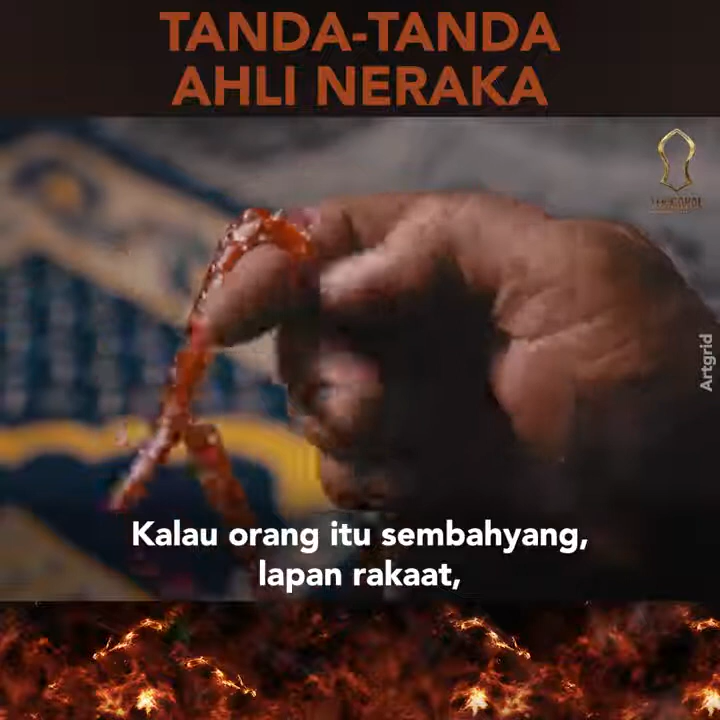 TANDA-TANDA
AHLI NERAKA
Artgrid
Kalau orang itu sembahyang,
lapan rakaat,